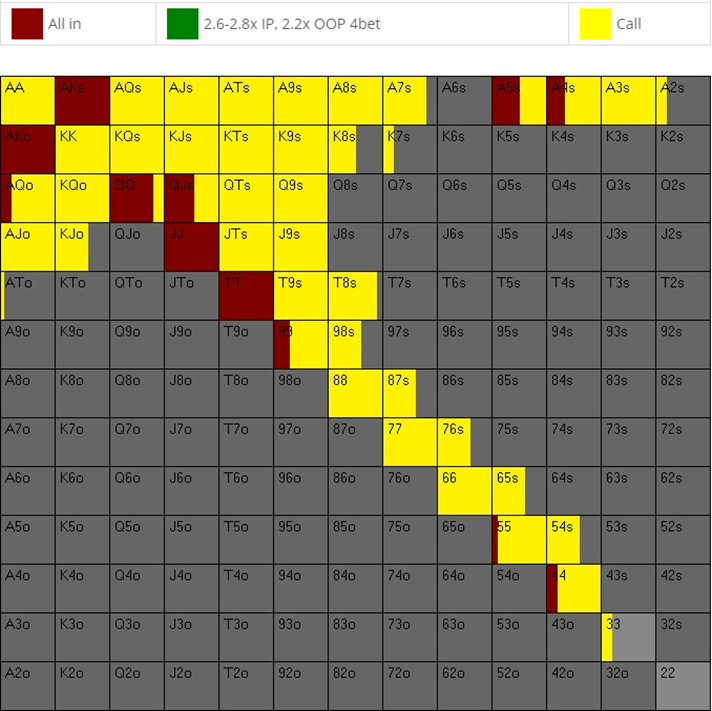 All in 2.6-2.8x IP, 2.2x OOP 4bet Call
AA AKs AQs AJs ATs A9s A8s A7s A6s A5s A4s A3s A2s
AKo KK KQs KJs KTs K9s K8s K7s K6s K5s K4s K3s K2s
AQo KQo QQ QJs QTs Q9s Q8s Q7s Q6s Q5s Q4s Q3s Q2s
AJo KJo QJo JJ JTs J9s J8s J7s J6s J5s J4s J3s J2s
ATo KTo QTo JTo TT T9s T8s T7s T6s T5s T4s T3s T2s
A9o K9o Q9o J9o T9o 99 98s 97s 96s 95s 94s 93s 92s
A8o K8o Q8o J8o T8o 98o 88 87s 86s 85s 84s 83s 82s
A7o K7o Q7o J7o T7o 97o 87o 77 76s 75s 74s 73s 72s
A6o K6o Q6o J6o T6o 96o 86o 76o 66 65s 64s 63s 62s
A5o K5o Q5o J5o T5o 95o 85o 75o 65o 55 54s 53s 52s
A4o K4o Q4o J4o T4o 94o 84o 74o 64o 54o 44 43s 42s
A3o K3o Q3o J3o T3o 93o 83o 73o 63o 53o 43o 33 32s
A2o K2o Q2o J2o T2o 92o 82o 72o 62o 52o 42o 32o 22